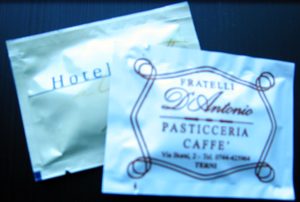 Hotel
FRATELLI
D'Antonio
PASTICCERIA
CAFFE'
TERNI